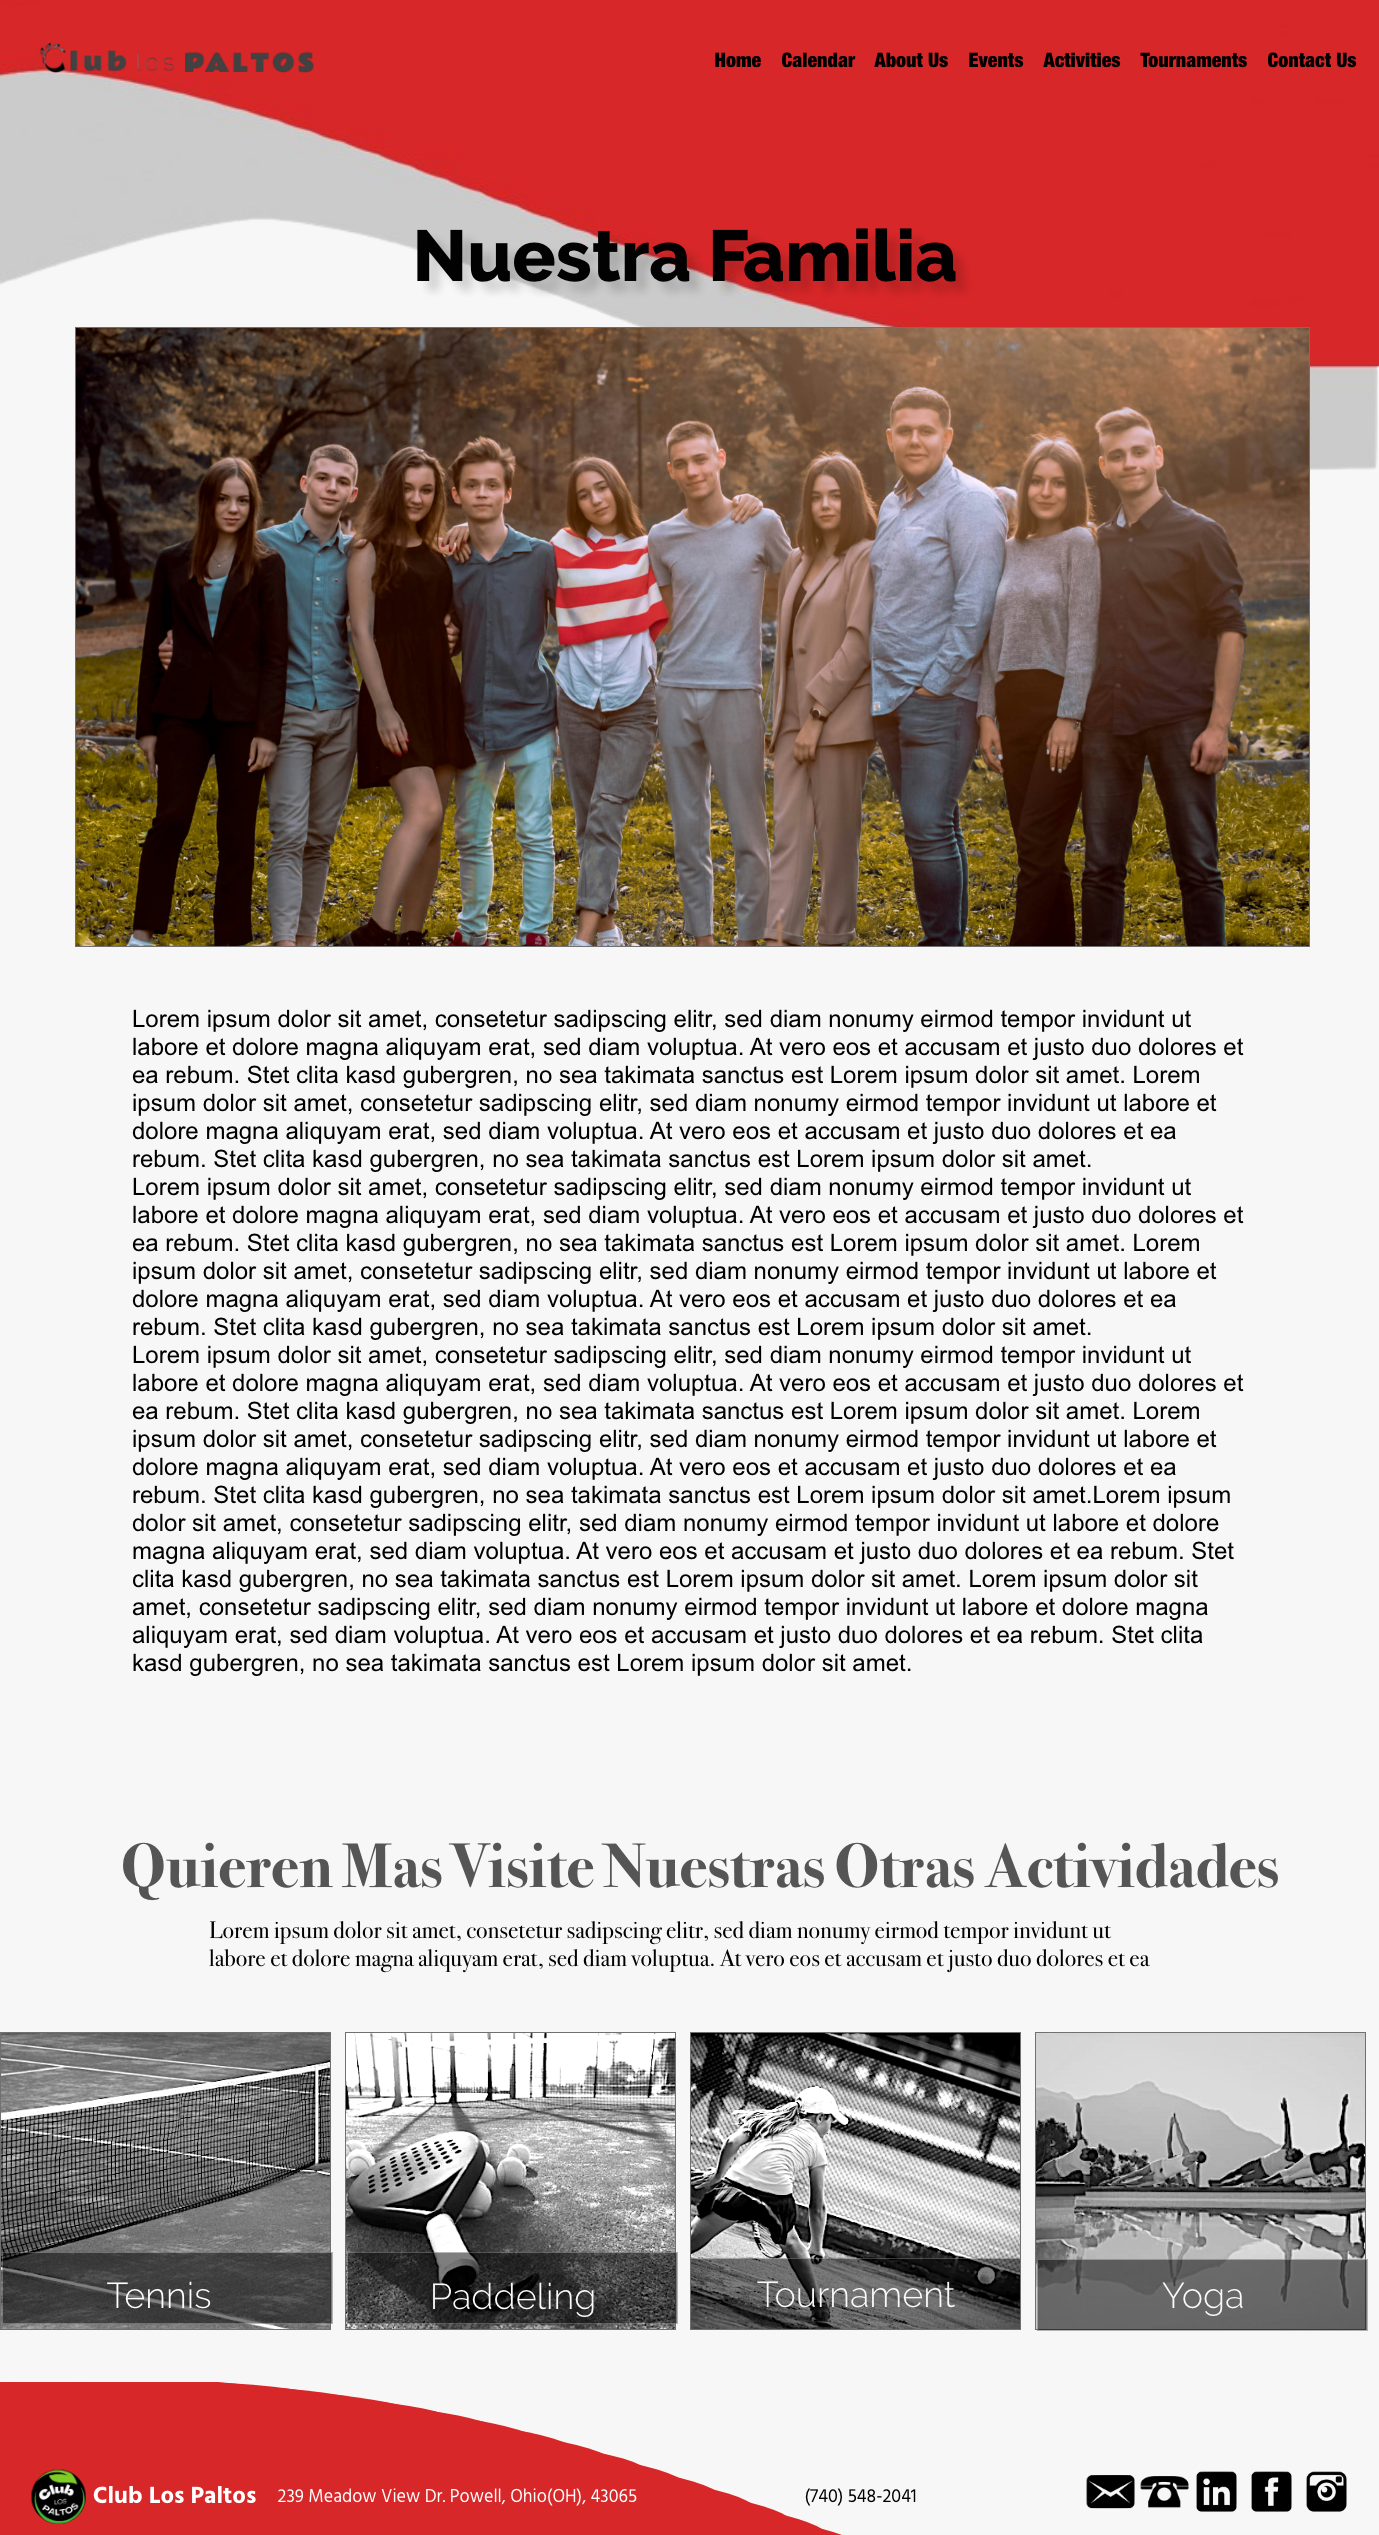 Club los PALTOS
Home Calendar About Us Events Activities Tournaments Contact Us
Nuestra Familia
Lorem ipsum dolor sit amet, consetetur sadipscing elitr, sed diam nonumy eirmod tempor invidunt ut
labore et dolore magna aliquyam erat, sed diam voluptua. At vero eos et accusam et justo duo dolores et
ea rebum. Stet clita kasd gubergren, no sea takimata sanctus est Lorem ipsum dolor sit amet. Lorem
ipsum dolor sit amet, consetetur sadipscing elitr, sed diam nonumy eirmod tempor invidunt ut labore et
dolore magna aliquyam erat, sed diam voluptua. At vero eos et accusam et justo duo dolores et ea
rebum. Stet clita kasd gubergren, no sea takimata sanctus est Lorem ipsum dolor sit amet.
Lorem ipsum dolor sit amet, consetetur sadipscing elitr, sed diam nonumy eirmod tempor invidunt ut
labore et dolore magna aliquyam erat, sed diam voluptua. At vero eos et accusam et justo duo dolores et
ea rebum. Stet clita kasd gubergren, no sea takimata sanctus est Lorem ipsum dolor sit amet. Lorem
ipsum dolor sit amet, consetetur sadipscing elitr, sed diam nonumy eirmod tempor invidunt ut labore et
dolore magna aliquyam erat, sed diam voluptua. At vero eos et accusam et justo duo dolores et ea
rebum. Stet clita kasd gubergren, no sea takimata sanctus est Lorem ipsum dolor sit amet.
Lorem ipsum dolor sit amet, consetetur sadipscing elitr, sed diam nonumy eirmod tempor invidunt ut
labore et dolore magna aliquyam erat, sed diam voluptua. At vero eos et accusam et justo duo dolores et
ea rebum. Stet clita kasd gubergren, no sea takimata sanctus est Lorem ipsum dolor sit amet. Lorem
ipsum dolor sit amet, consetetur sadipscing elitr, sed diam nonumy eirmod tempor invidunt ut labore et
dolore magna aliquyam erat, sed diam voluptua. At vero eos et accusam et justo duo dolores et ea
rebum. Stet clita kasd gubergren, no sea takimata sanctus est Lorem ipsum dolor sit amet.Lorem ipsum
dolor sit amet, consetetur sadipscing elitr, sed diam nonumy eirmod tempor invidunt ut labore et dolore
magna aliquyam erat, sed diam voluptua. At vero eos et accusam et justo duo dolores et ea rebum. Stet
clita kasd gubergren, no sea takimata sanctus est Lorem ipsum dolor sit amet. Lorem ipsum dolor sit
amet, consetetur sadipscing elitr, sed diam nonumy eirmod tempor invidunt ut labore et dolore magna
aliquyam erat, sed diam voluptua. At vero eos et accusam et justo duo dolores et ea rebum. Stet clita
kasd gubergren, no sea takimata sanctus est Lorem ipsum dolor sit amet.
Quieren Mas Visite Nuestras Otras Actividades
Lorem ipsum dolor sit amet, consetetur sadipscing elitr, sed diam nonumy eirmod tempor invidunt ut
labore et dolore magna aliquyam erat, sed diam voluptua. At vero eos et accusam et justo duo dolores et ea
Tennis
Paddeling
Tournament
Yoga
Club
LOS
PALTOS
Club Los Paltos 239 Meadow View Dr. Powell, Ohio(OH), 43065 (740) 548-2041
in
f